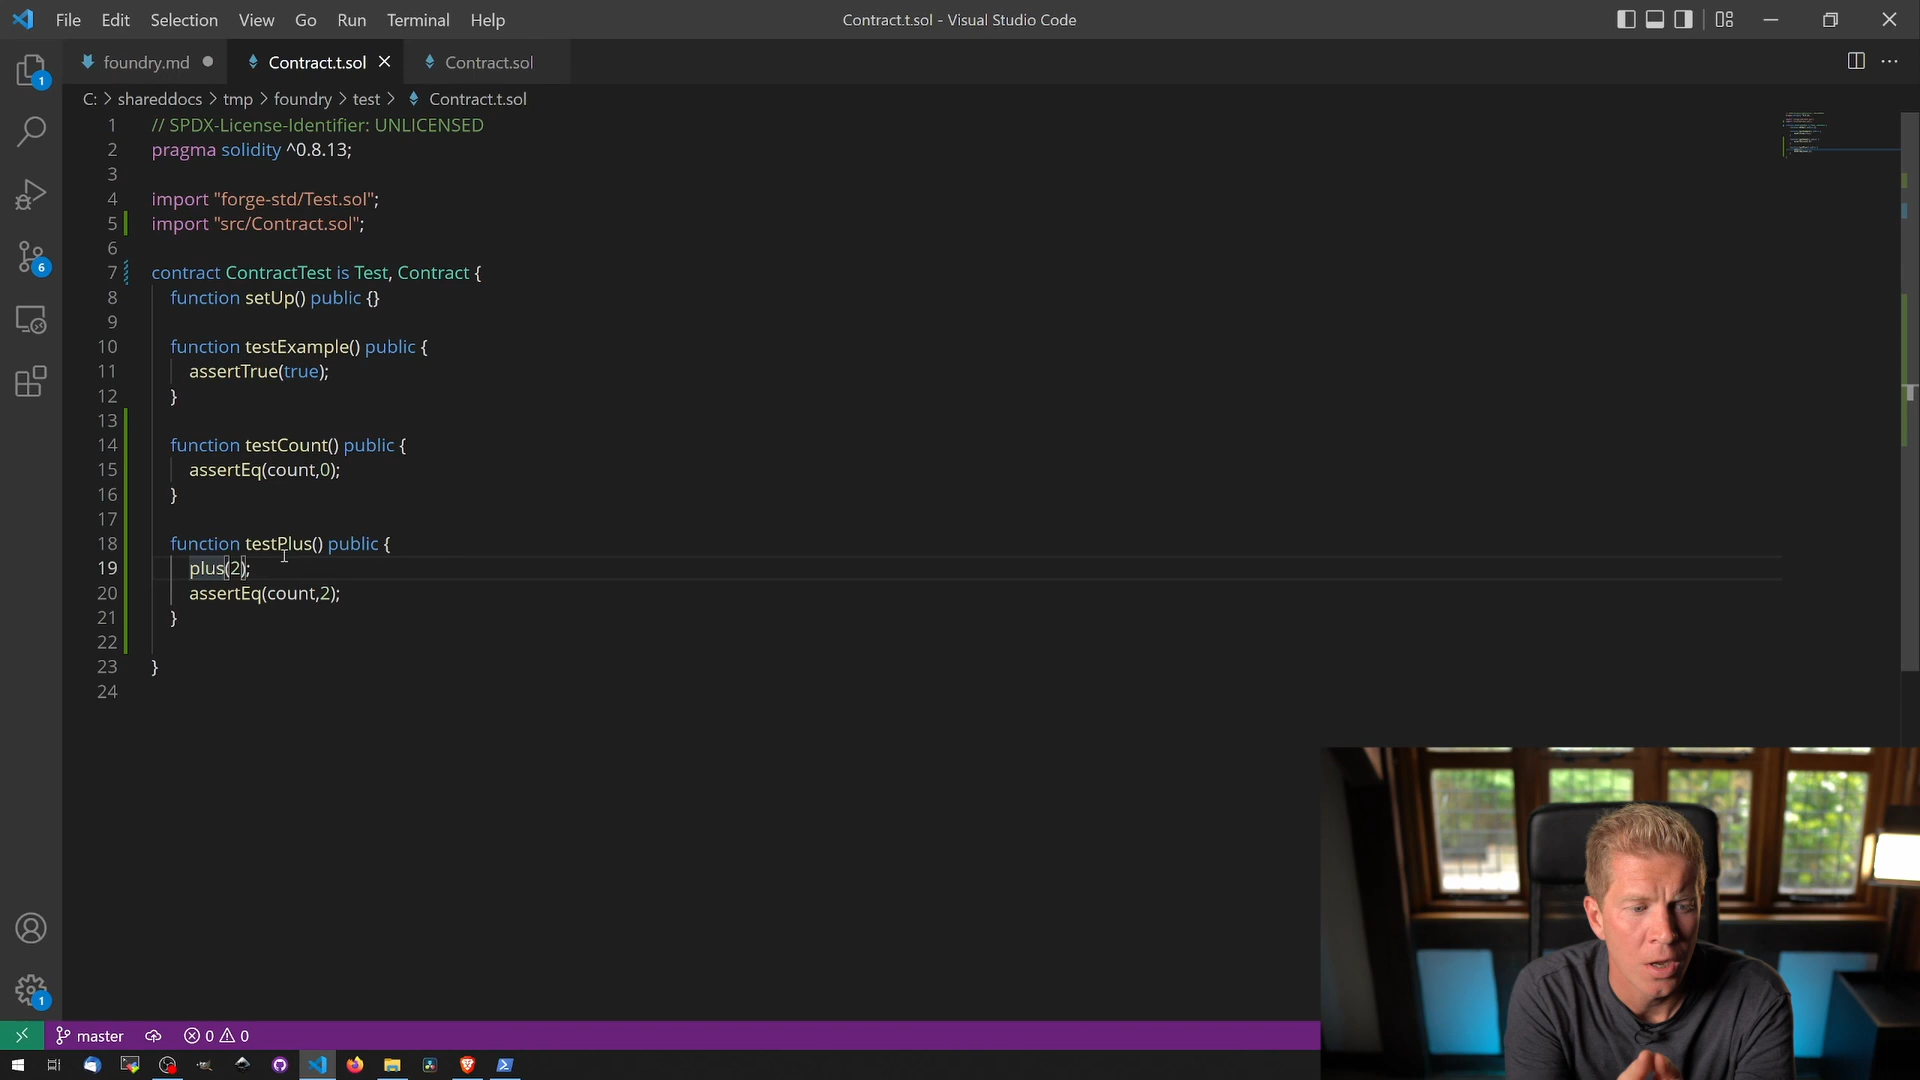 File Edit Selection View Go Run Terminal Help
Contract.t.sol - Visual Studio Code
foundry.md Contract.t.sol Contract.sol
C: > shareddocs > tmp > foundry > test > Contract.t.sol
1 // SPDX-License-Identifier: UNLICENSED
2 pragma solidity ^0.8.13;
3
4 import "forge-std/Test.sol";
5 import "src/Contract.sol";
6
7 contract ContractTest is Test, Contract {
8 function setUp() public {}
9
10 function testExample() public {
11 assertTrue(true);
12 }
13
14 function testCount() public {
15 assertEq(count,0);
16 }
17
18 function testPlus() public {
19 plus(2);
20 assertEq(count,2);
21 }
22
23 }
24
1
6
1
master 0 0